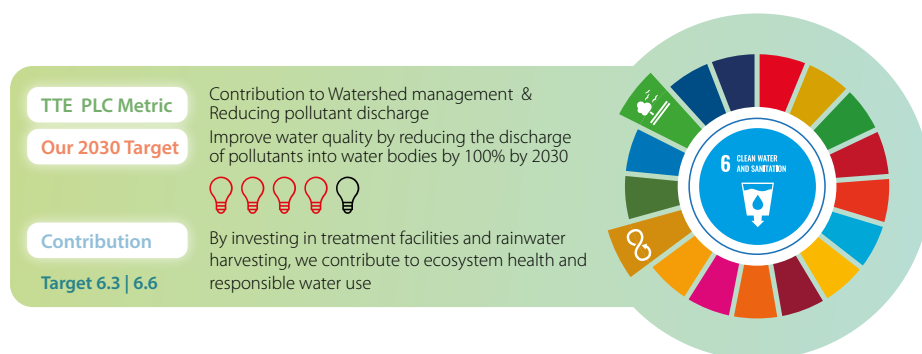 TTE PLC Metric
Contribution to Watershed management &
Reducing pollutant discharge
Our 2030 Target
Improve water quality by reducing the discharge
of pollutants into water bodies by 100% by 2030
Contribution
By investing in treatment facilities and rainwater
harvesting, we contribute to ecosystem health and
responsible water use
Target 6.3 | 6.6
6 CLEAN WATER
AND SANITATION